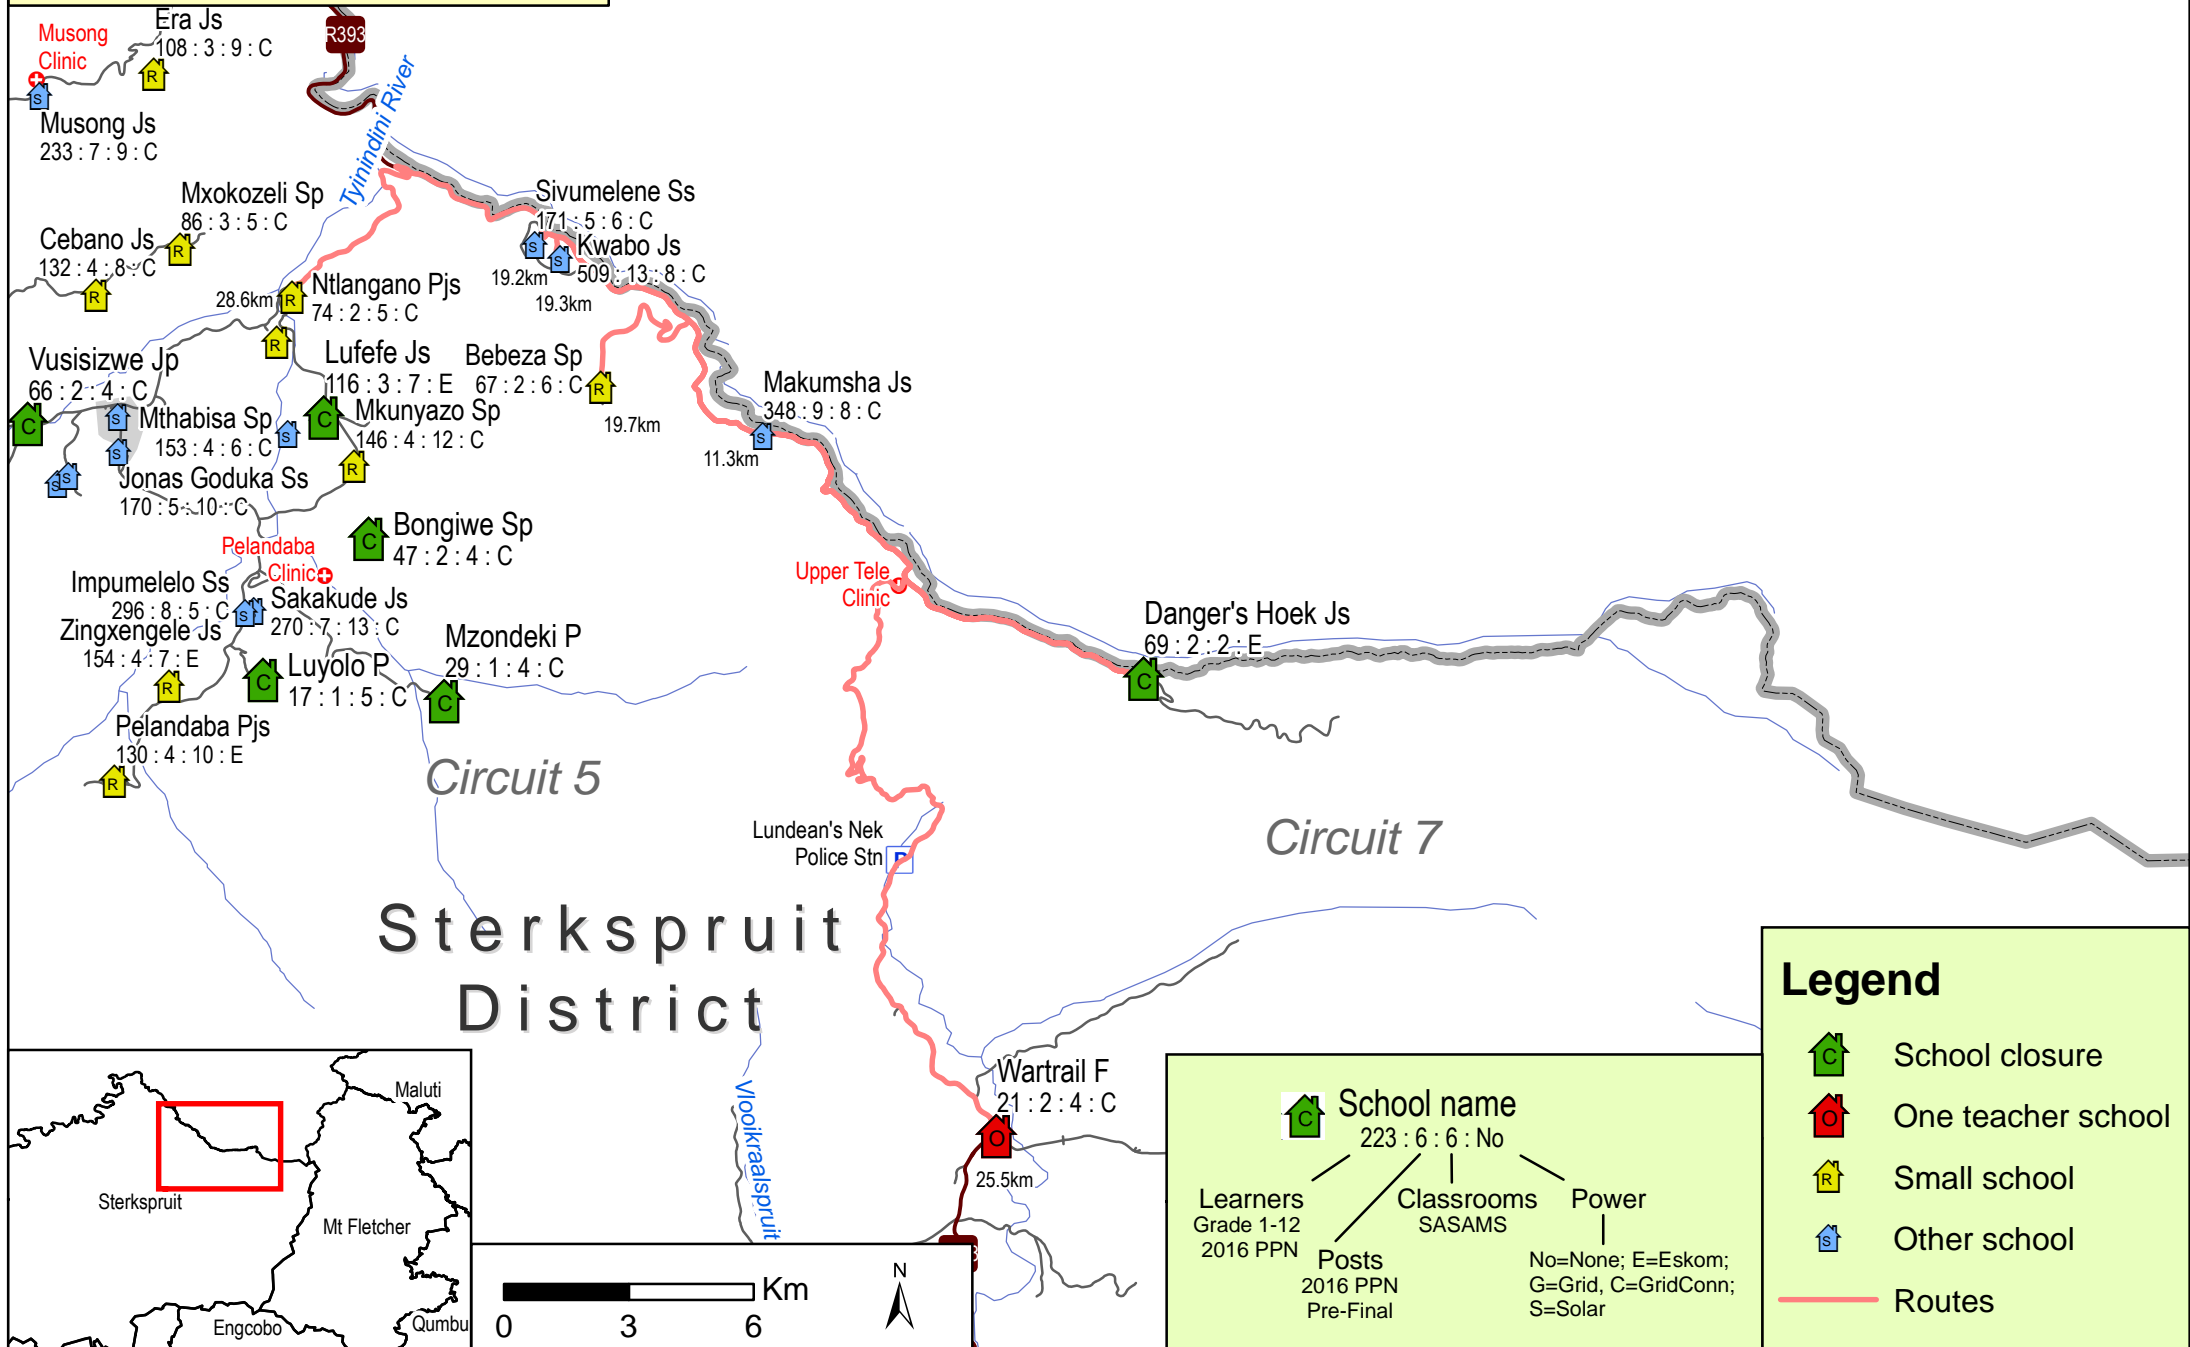 Era Js
108 : 3 : 9 : C
R393
Musong
Clinic
R
S
Musong Js
233 : 7 : 9 : C
Tyinindini River
Mxokozeli Sp
86 : 3 : 5 : C
R
Cebano Js
132 : 4 : 8 : C
R
Sivumelene Ss
171 : 5 : 6 : C
S
Kwabo Js
509 : 13 : 8 : C
S
19.2km
19.3km
Ntlangano Pjs
74 : 2 : 5 : C
28.6km
R
R
Vusisizwe Jp
66 : 2 : 4 : C
C
Lufefe Js
116 : 3 : 7 : E
C
Bebeza Sp
67 : 2 : 6 : C
R
19.7km
Makumsha Js
348 : 9 : 8 : C
S
11.3km
S
Mthabisa Sp
153 : 4 : 6 : C
S
Mkunyazo Sp
146 : 4 : 12 : C
R
S
S
S
Jonas Goduka Ss
170 : 5 : 10 : C
Bongiwe Sp
47 : 2 : 4 : C
C
Pelandaba
Clinic
Upper Tele
Clinic
Impumelelo Ss
296 : 8 : 5 : C
S
Sakakude Js
270 : 7 : 13 : C
Zingxengele Js
154 : 4 : 7 : E
R
Luyolo P
17 : 1 : 5 : C
C
Mzondeki P
29 : 1 : 4 : C
C
Danger's Hoek Js
69 : 2 : 2 : E
C
Pelandaba Pjs
130 : 4 : 10 : E
R
Circuit 5
Lundean's Nek
Police Stn
P
Circuit 7
Sterkspruit
District
Vlooikraalspruit
Wartrail F
21 : 2 : 4 : C
O
25.5km
Maluti
Sterkspruit
Mt Fletcher
Engcobo
Qumbu
Km
0 3 6
N
C
School name
223 : 6 : 6 : No
Learners
Grade 1-12
2016 PPN
Posts
2016 PPN
Pre-Final
Classrooms
SASAMS
Power
No=None; E=Eskom;
G=Grid, C=GridConn;
S=Solar
Legend
C School closure
O One teacher school
R Small school
S Other school
Routes